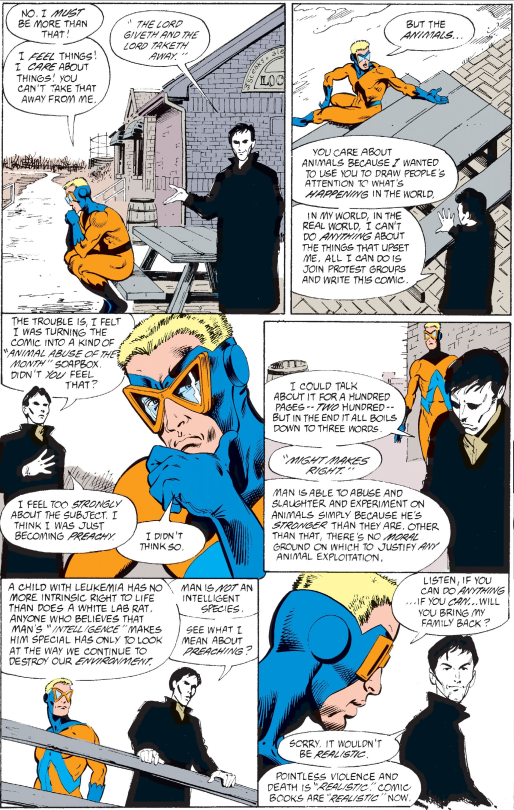 NO. I MUST
BE MORE THAN
THAT!
I FEEL THINGS!
I CARE ABOUT
THINGS! YOU
CAN'T TAKE THAT
AWAY FROM ME.
"THE LORD
GIVETH AND THE
LORD TAKETH
AWAY."
BUT THE
ANIMALS...
YOU CARE ABOUT
ANIMALS BECAUSE I WANTED
TO USE YOU TO DRAW PEOPLE'S
ATTENTION TO WHAT'S
HAPPENING IN THE WORLD.
IN MY WORLD, IN THE
REAL WORLD, I CAN'T
DO ANYTHING ABOUT
THE THINGS THAT UPSET
ME. ALL I CAN DO IS
JOIN PROTEST GROUPS
AND WRITE THIS COMIC.
THE TROUBLE IS, I FELT
I WAS TURNING THE
COMIC INTO A KIND OF
"ANIMAL ABUSE OF THE
MONTH" SOAPBOX.
DIDN'T YOU FEEL
THAT?
I FEEL TOO STRONGLY
ABOUT THE SUBJECT. I
THINK I WAS JUST
BECOMING PREACHY.
I DIDN'T
THINK SO.
I COULD TALK
ABOUT IT FOR A HUNDRED
PAGES--TWO HUNDRED--
BUT IN THE END IT ALL BOILS
DOWN TO THREE WORDS.
"MIGHT MAKES
RIGHT."
MAN IS ABLE TO ABUSE AND
SLAUGHTER AND EXPERIMENT ON
ANIMALS SIMPLY BECAUSE HE'S
STRONGER THAN THEY ARE. OTHER
THAN THAT, THERE'S NO MORAL
GROUND ON WHICH TO JUSTIFY ANY
ANIMAL EXPLOITATION.
A CHILD WITH LEUKEMIA HAS NO
MORE INTRINSIC RIGHT TO LIFE
THAN DOES A WHITE LAB RAT.
ANYONE WHO BELIEVES THAT
MAN'S "INTELLIGENCE" MAKES
HIM SPECIAL HAS ONLY TO
LOOK AT THE WAY WE CONTINUE TO
DESTROY OUR ENVIRONMENT.
MAN IS NOT AN
INTELLIGENT
SPECIES.
SEE WHAT I
MEAN ABOUT
PREACHING?
LISTEN, IF YOU
CAN DO ANYTHING
...IF YOU CAN...WILL
YOU BRING MY
FAMILY BACK?
SORRY. IT WOULDN'T
BE REALISTIC.
POINTLESS VIOLENCE AND
DEATH IS "REALISTIC." COMIC
BOOKS ARE "REALISTIC" NOW.